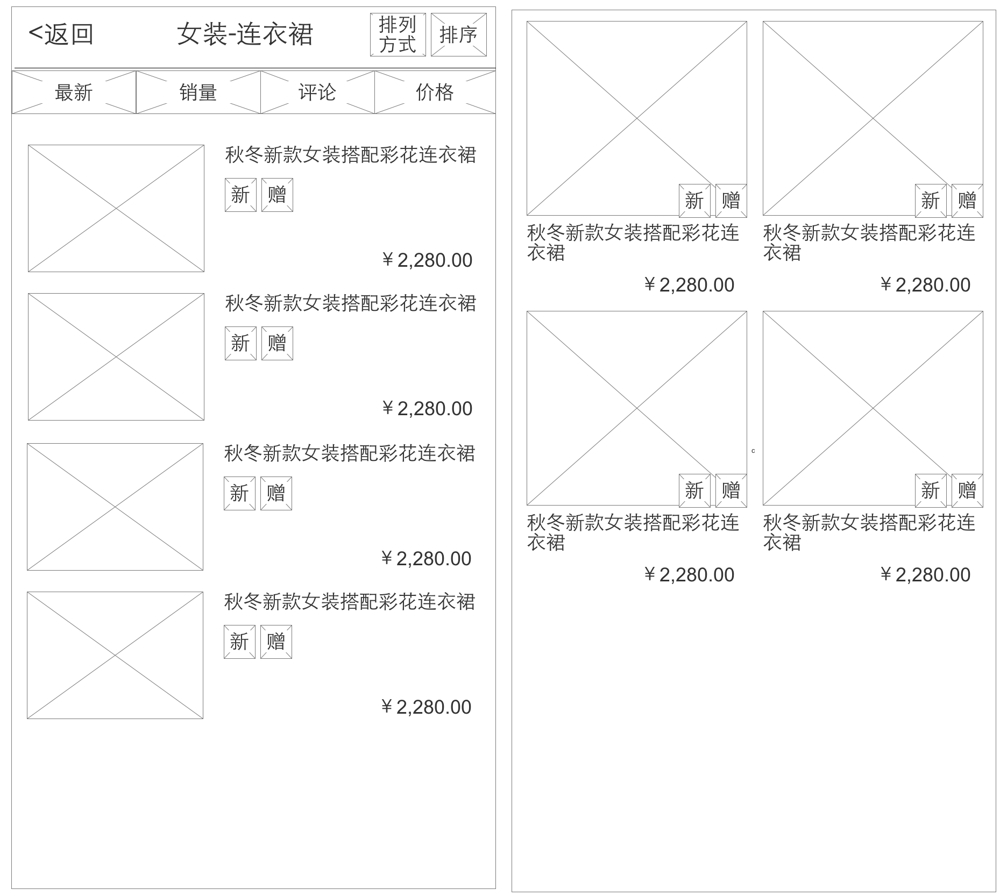 <返回
女装-连衣裙
排列
方式
排序
最新
销量
评论
价格
秋冬新款女装搭配彩花连衣裙
新
赠
￥2,280.00
秋冬新款女装搭配彩花连衣裙
新
赠
￥2,280.00
秋冬新款女装搭配彩花连衣裙
c
新
赠
￥2,280.00
秋冬新款女装搭配彩花连衣裙
新
赠
￥2,280.00
新
赠
秋冬新款女装搭配彩花连
衣裙
￥2,280.00
新
赠
秋冬新款女装搭配彩花连
衣裙
￥2,280.00
c
新
赠
秋冬新款女装搭配彩花连
衣裙
￥2,280.00
新
赠
秋冬新款女装搭配彩花连
衣裙
￥2,280.00